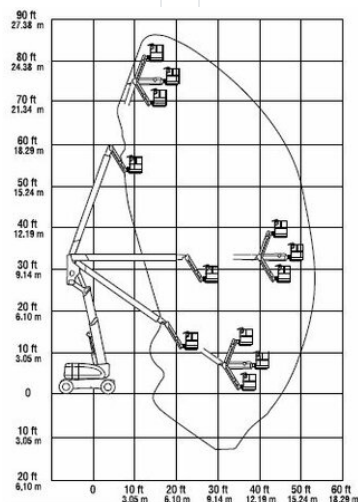 90 ft
27.38 m
80 ft
24.38 m
70 ft
21.34 m
60 ft
18.29 m
50 ft
15.24 m
40 ft
12.19 m
30 ft
9.14 m
20 ft
6.10 m
10 ft
3.05 m
0
10 ft
3.05 m
20 ft
6,10 m
0 10 ft 20 ft 30 ft 40 ft 50 ft 60 ft
3.05 m 6.10 m 9.14 m 12.19 m 15.24 m 18.29 m